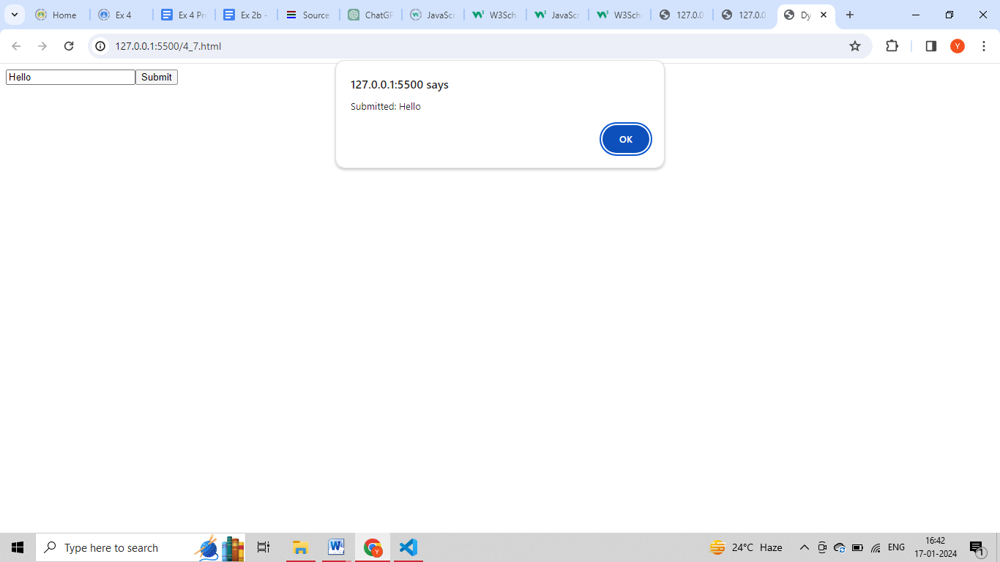 Home Ex 4 Ex 4 Pr Ex 2b - Source ChatGP JavaScr W3Sch JavaScr W3Sch 127.0.0 127.0.0 Dy
127.0.0.1:5500/4_7.html Y
Hello Submit
127.0.0.1:5500 says
Submitted: Hello
OK
Type here to search
24°C Haze
ENG
16:42
17-01-2024
1